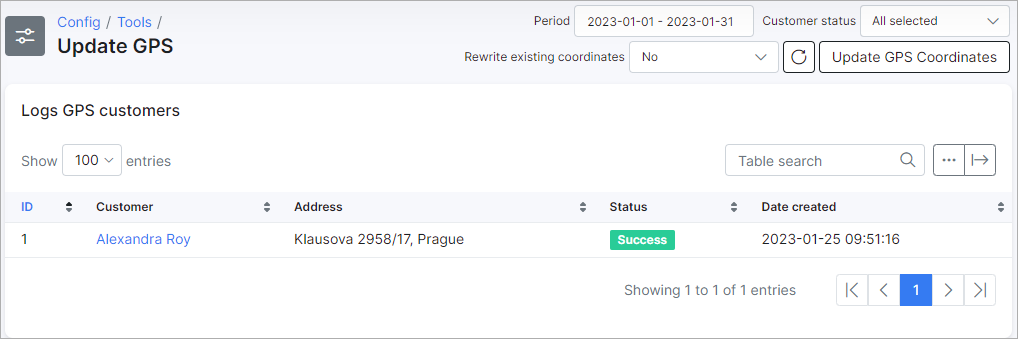 Config / Tools /
Update GPS
Period 2023-01-01 - 2023-01-31 Customer status All selected
Rewrite existing coordinates No Update GPS Coordinates
Logs GPS customers
Show 100 entries Table search
ID Customer Address Status Date created
1 Alexandra Roy Klausova 2958/17, Prague Success 2023-01-25 09:51:16
Showing 1 to 1 of 1 entries 1